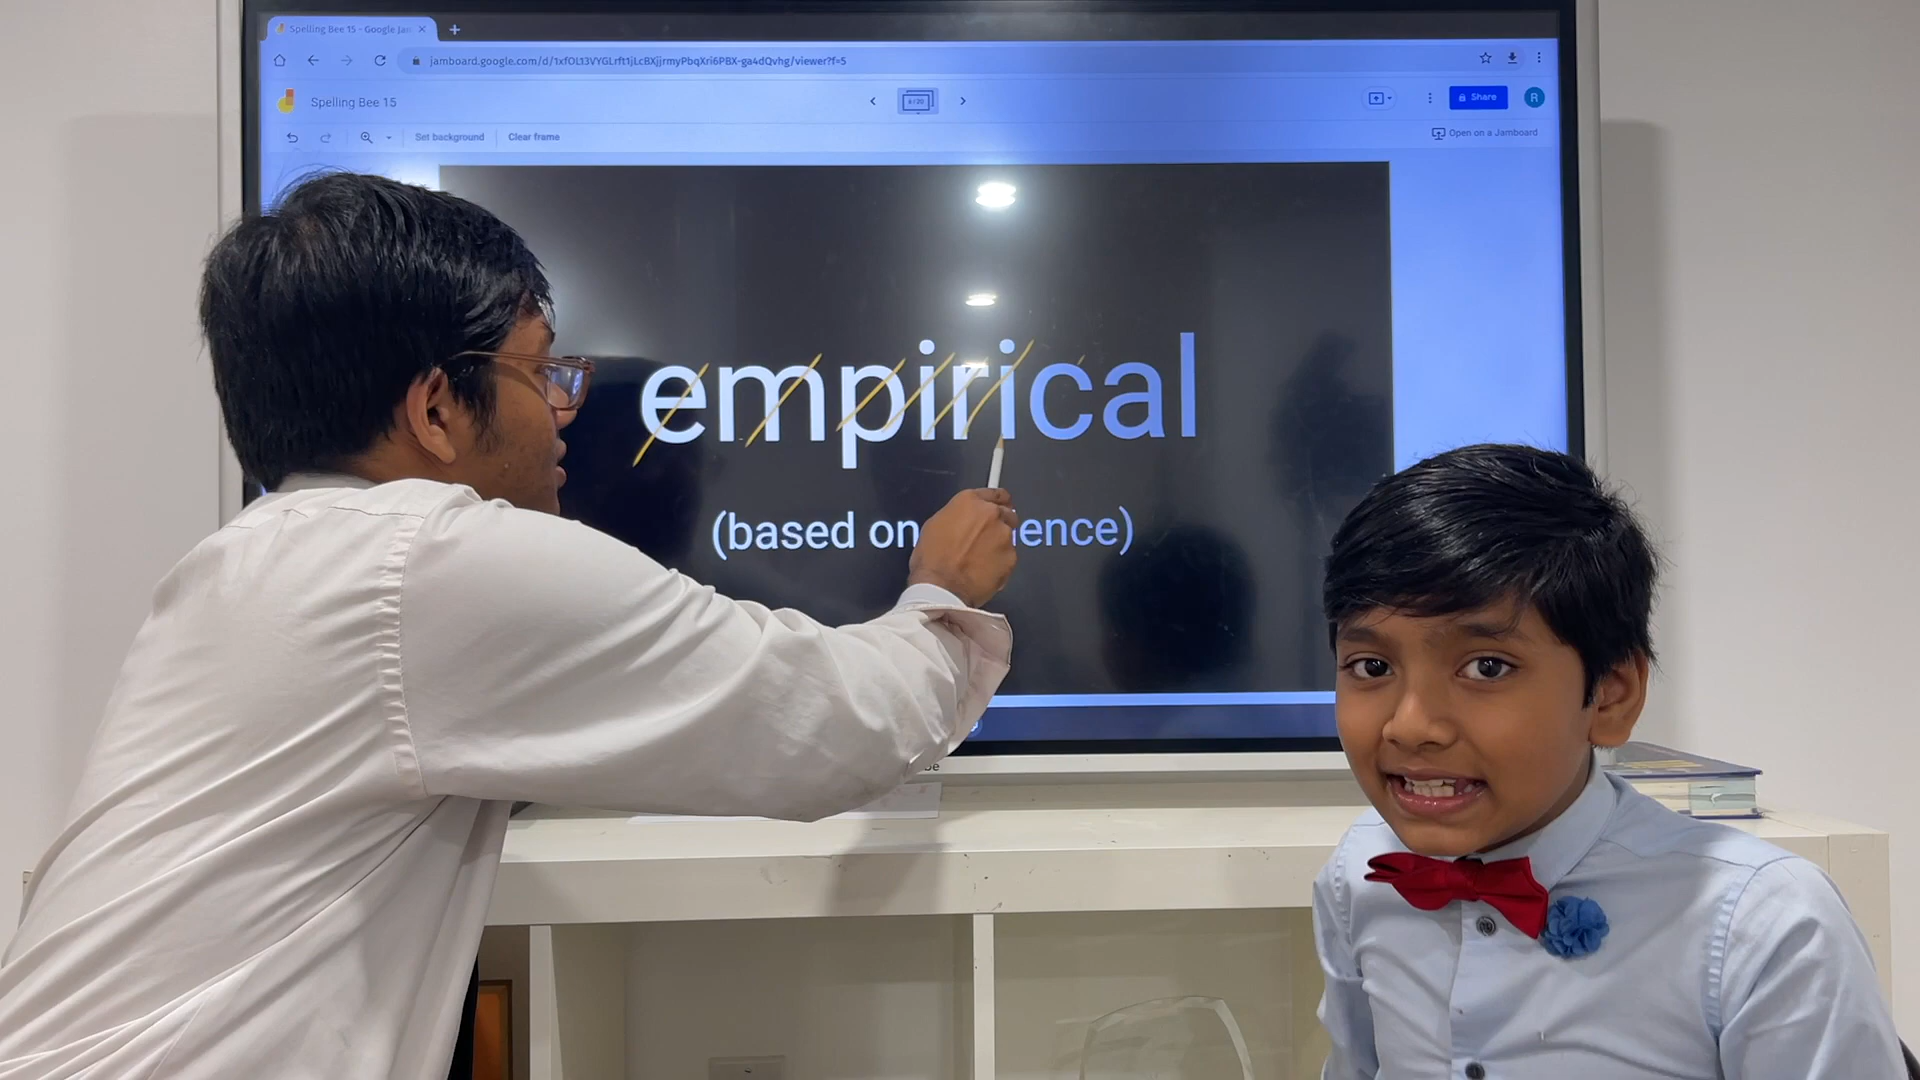 Spelling Bee 15 - Google Jam
jamboard.google.com/d/1xfOL13VYGLrft1jLcBXjjrmyPbqXri6PBX-ga4dQvhg/viewer?f=5
Spelling Bee 15
Share
R
Set background
Clear frame
Open on a Jamboard
empirical
(based on